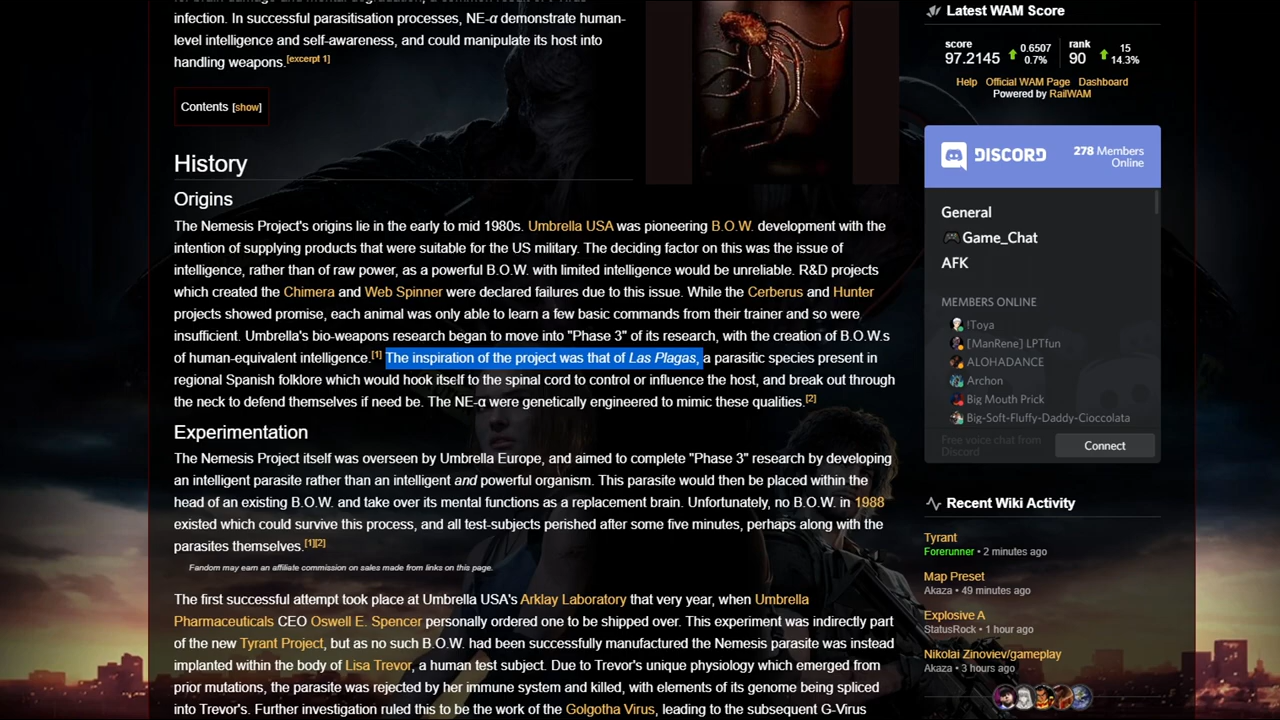 infection. In successful parasitisation processes, NE-α demonstrate human-
level intelligence and self-awareness, and could manipulate its host into
handling weapons.[excerpt 1]
Contents [show]
History
Origins
The Nemesis Project's origins lie in the early to mid 1980s. Umbrella USA was pioneering B.O.W. development with the
intention of supplying products that were suitable for the US military. The deciding factor on this was the issue of
intelligence, rather than of raw power, as a powerful B.O.W. with limited intelligence would be unreliable. R&D projects
which created the Chimera and Web Spinner were declared failures due to this issue. While the Cerberus and Hunter
projects showed promise, each animal was only able to learn a few basic commands from their trainer and so were
insufficient. Umbrella's bio-weapons research began to move into "Phase 3" of its research, with the creation of B.O.W.s
of human-equivalent intelligence.[1] The inspiration of the project was that of Las Plagas, a parasitic species present in
regional Spanish folklore which would hook itself to the spinal cord to control or influence the host, and break out through
the neck to defend themselves if need be. The NE-α were genetically engineered to mimic these qualities.[2]
Experimentation
The Nemesis Project itself was overseen by Umbrella Europe, and aimed to complete "Phase 3" research by developing
an intelligent parasite rather than an intelligent and powerful organism. This parasite would then be placed within the
head of an existing B.O.W. and take over its mental functions as a replacement brain. Unfortunately, no B.O.W. in 1988
existed which could survive this process, and all test-subjects perished after some five minutes, perhaps along with the
parasites themselves.[1][2]
Fandom may earn an affiliate commission on sales made from links on this page.
The first successful attempt took place at Umbrella USA's Arklay Laboratory that very year, when Umbrella
Pharmaceuticals CEO Oswell E. Spencer personally ordered one to be shipped over. This experiment was indirectly part
of the new Tyrant Project, but as no such B.O.W. had been successfully manufactured the Nemesis parasite was instead
implanted within the body of Lisa Trevor, a human test subject. Due to Trevor's unique physiology which emerged from
prior mutations, the parasite was rejected by her immune system and killed, with elements of its genome being spliced
into Trevor's. Further investigation ruled this to be the work of the Golgotha Virus, leading to the subsequent G-Virus
Latest WAM Score
score
97.2145
0.6507
0.7%
rank
90
15
14.3%
Help Official WAM Page Dashboard
Powered by RailWAM
DISCORD
278 Members
Online
General
Game_Chat
AFK
MEMBERS ONLINE
!Toya
[ManRene] LPTfun
ALOHADANCE
Archon
Big Mouth Prick
Big-Soft-Fluffy-Daddy-Cioccolata
Free voice chat from
Discord
Connect
Recent Wiki Activity
Tyrant
Forerunner • 2 minutes ago
Map Preset
Akaza • 49 minutes ago
Explosive A
StatusRock • 1 hour ago
Nikolai Zinoviev/gameplay
Akaza • 3 hours ago